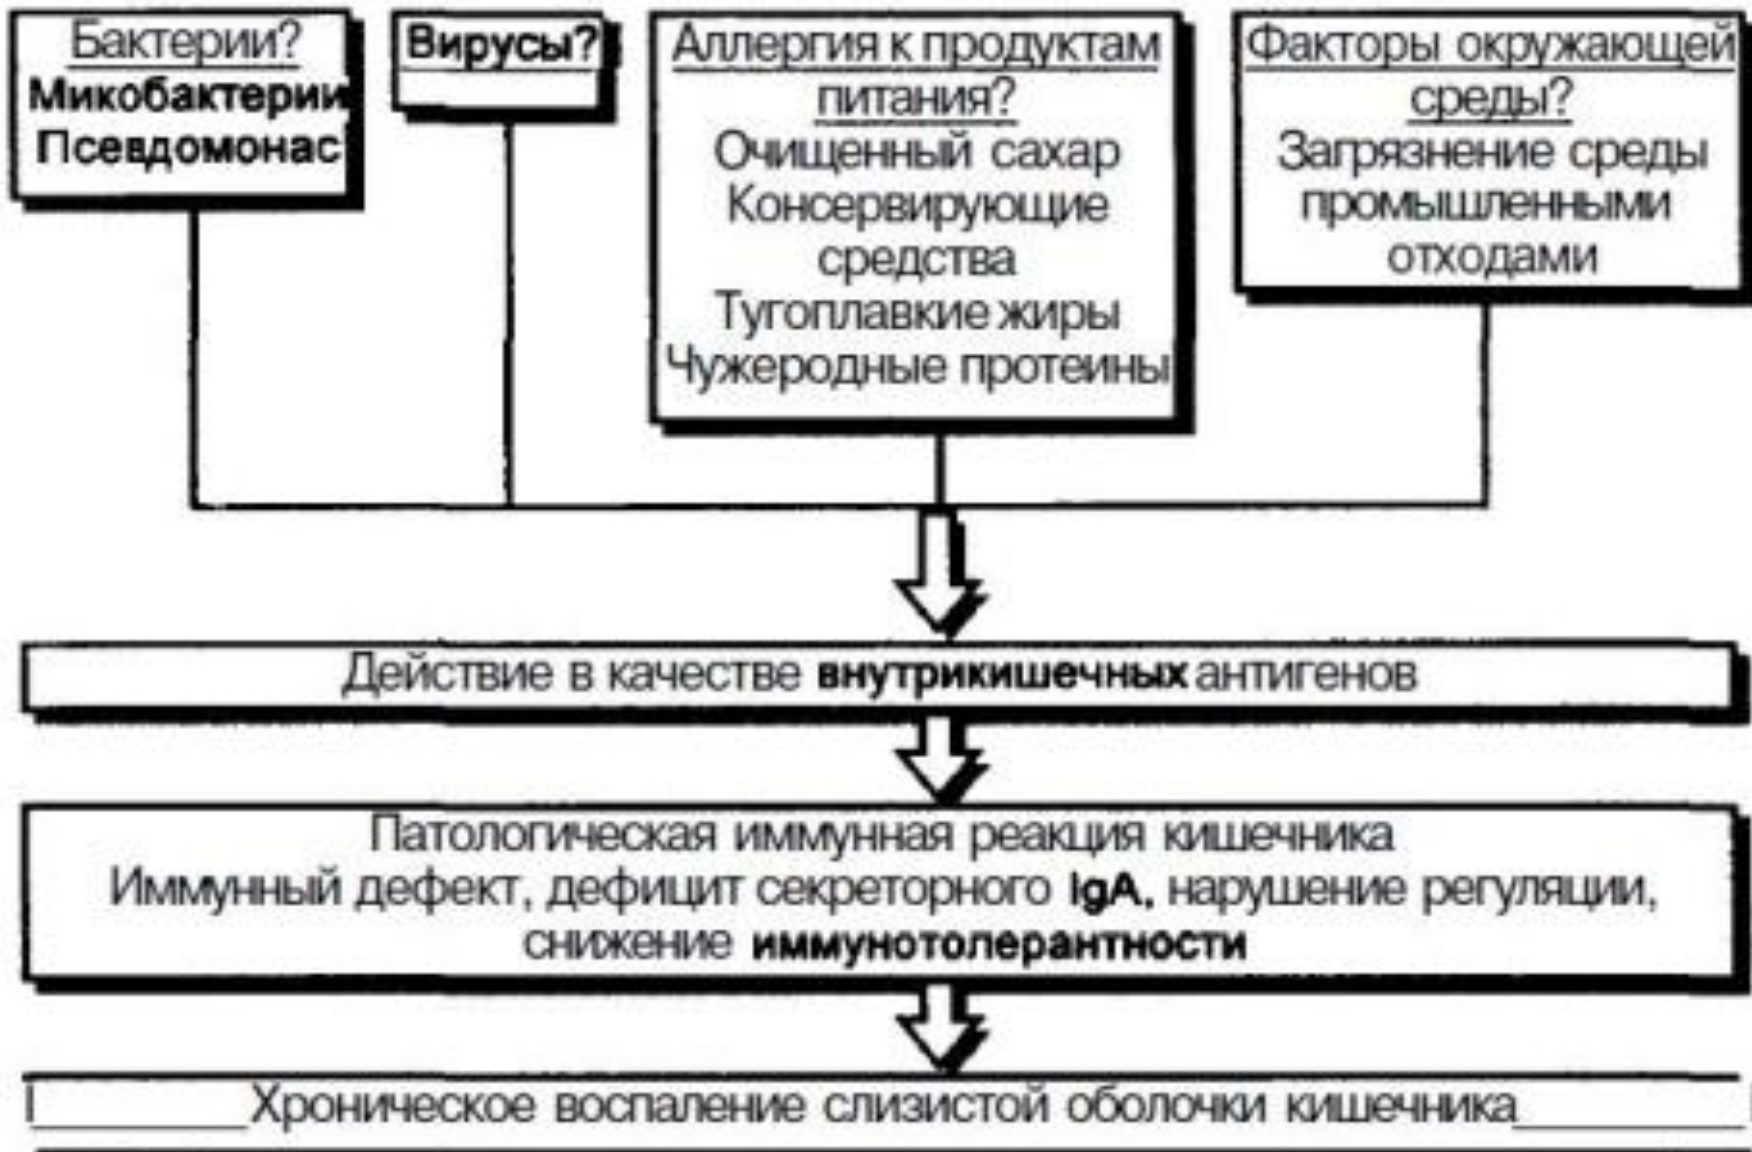 Бактерии?
Микобактерии
Псевдомонас
Вирусы?
Аллергия к продуктам
питания?
Очищенный сахар
Консервирующие
средства
Тугоплавкие жиры
Чужеродные протеины
Факторы окружающей
среды?
Загрязнение среды
промышленными
отходами
Действие в качестве внутрикишечных антигенов
Патологическая иммунная реакция кишечника
Иммунный дефект, дефицит секреторного IgA, нарушение регуляции,
снижение иммунотолерантности
Хроническое воспаление слизистой оболочки кишечника